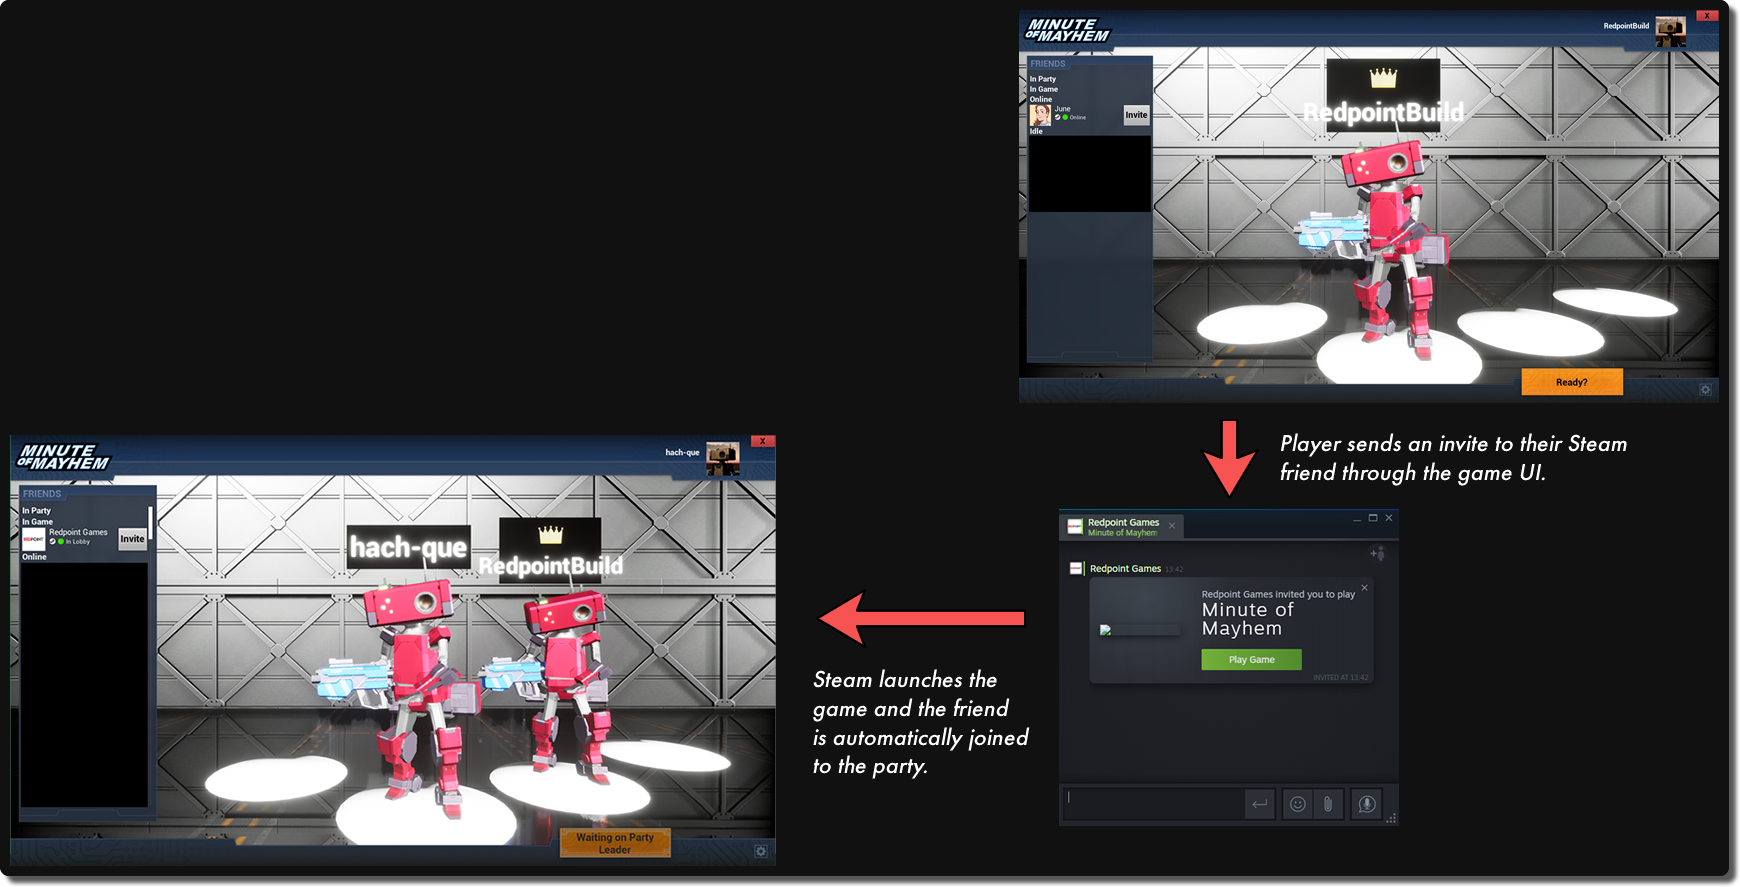 MINUTE
OF MAYHEM
RedpointBuild
X
FRIENDS
In Party
In Game
Online
June
Online
Invite
Idle
RedpointBuild
Ready?
Player sends an invite to their Steam
friend through the game UI.
Redpoint Games
Minute of Mayhem
Redpoint Games 13:42
Redpoint Games invited you to play
Minute of
Mayhem
Play Game
INVITED AT 13:42
Steam launches the
game and the friend
is automatically joined
to the party.
MINUTE
OF MAYHEM
hach-que
X
FRIENDS
In Party
In Game
REDPOINT
Redpoint Games
In Lobby
Invite
Online
hach-que
RedpointBuild
Waiting on Party
Leader